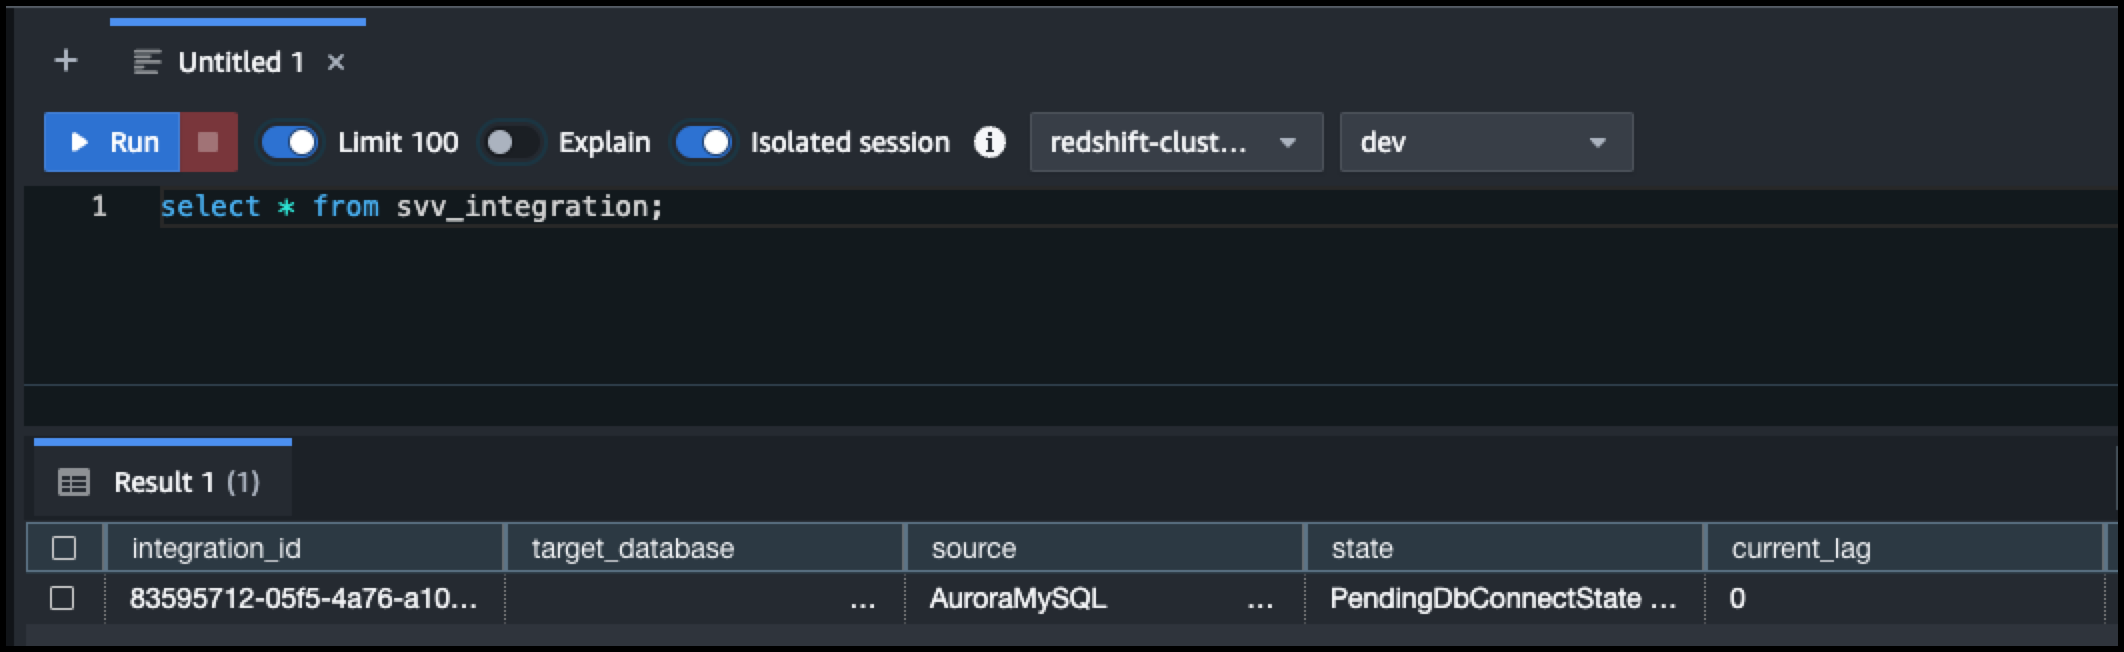 Untitled 1
Run Limit 100 Explain Isolated session redshift-clust... dev
1 select * from svv_integration;
Result 1 (1)
integration_id target_database source state current_lag
83595712-05f5-4a76-a10... ... AuroraMySQL ... PendingDbConnectState ... 0